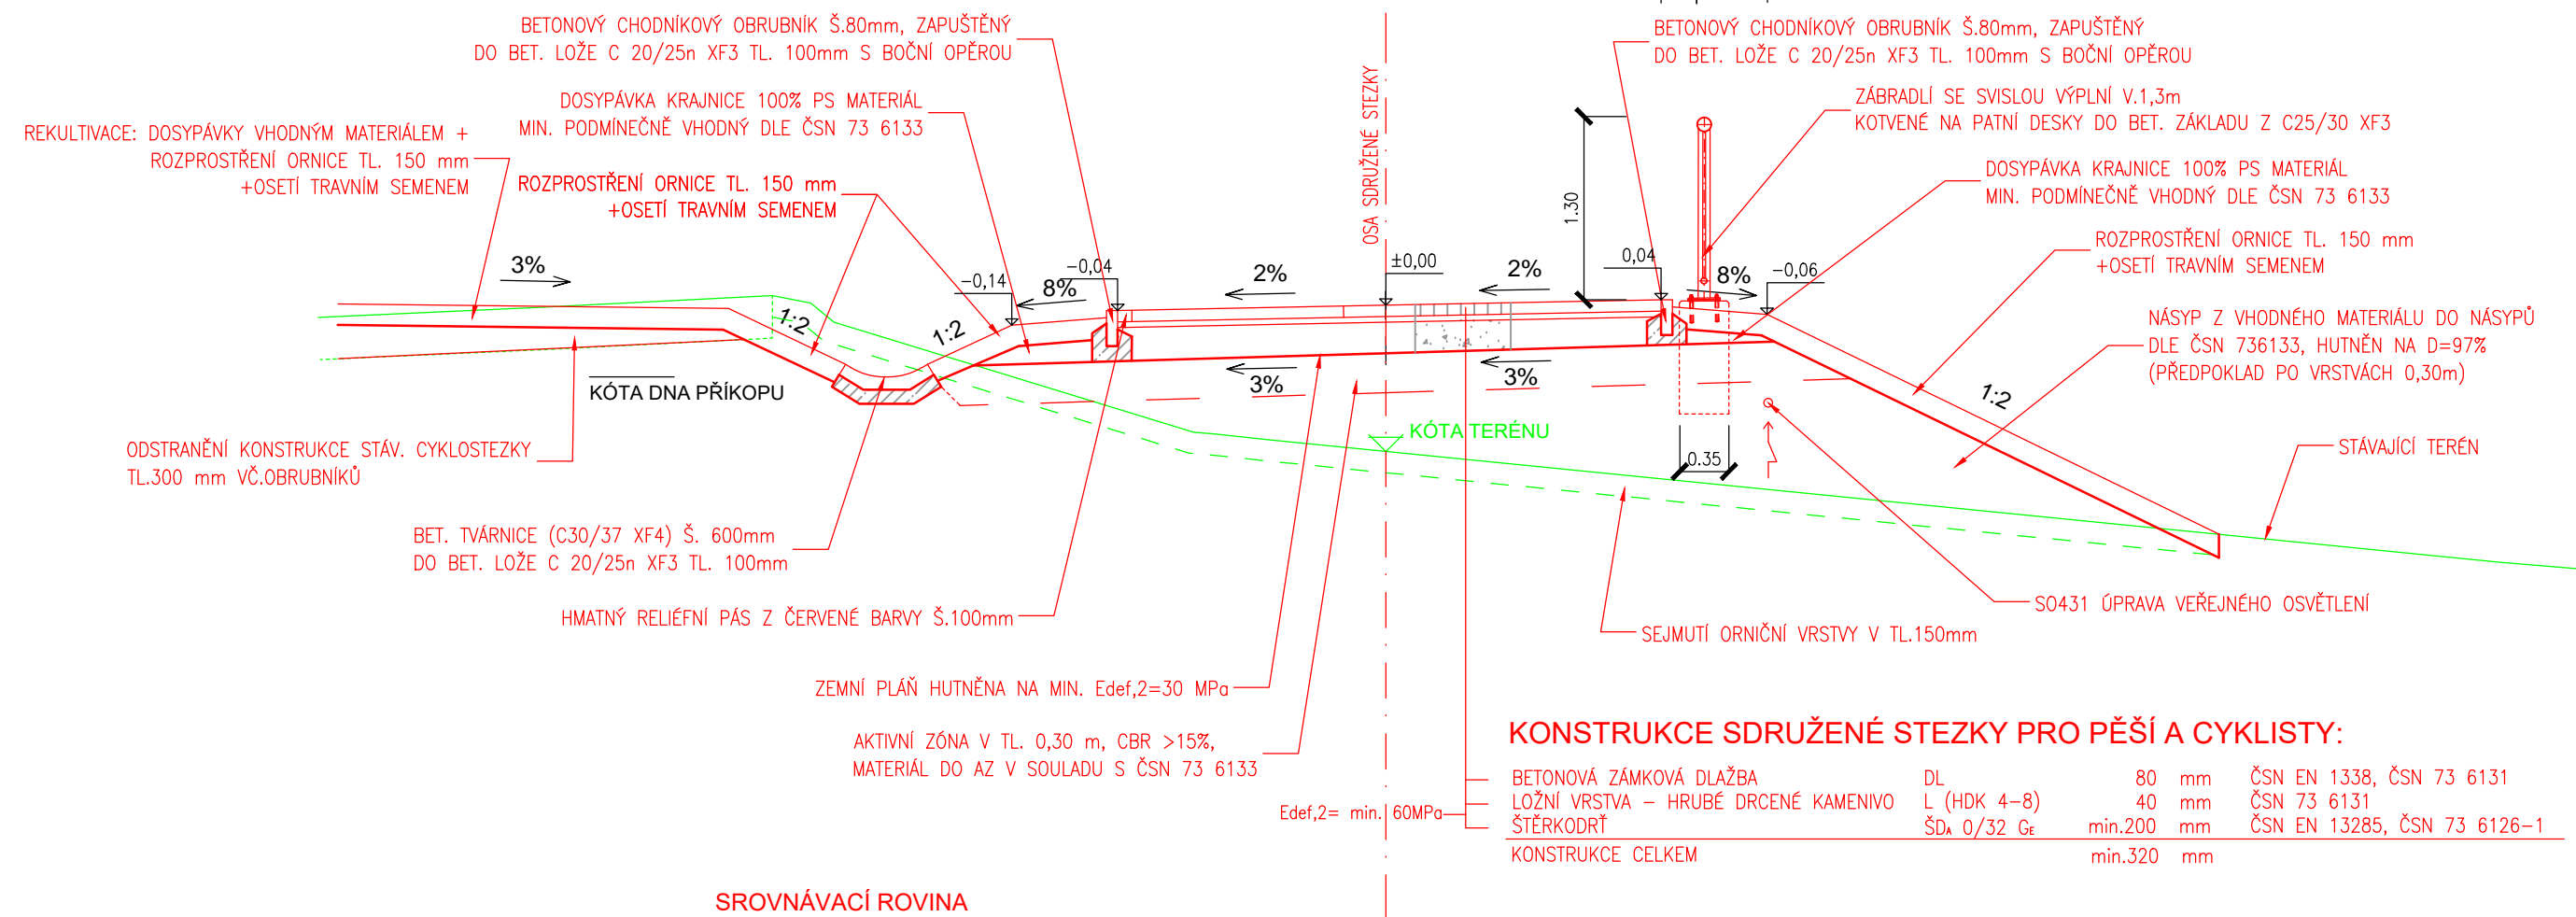 BETONOVÝ CHODNÍKOVÝ OBRUBNÍK Š.80mm, ZAPUŠTĚNÝ
DO BET. LOŽE C 20/25n XF3 TL. 100mm S BOČNÍ OPĚROU
DOSYPÁVKA KRAJNICE 100% PS MATERIÁL
MIN. PODMÍNEČNĚ VHODNÝ DLE ČSN 73 6133
REKULTIVACE: DOSYPÁVKY VHODNÝM MATERIÁLEM +
ROZPROSTŘENÍ ORNICE TL. 150 mm
+OSETÍ TRAVNÍM SEMENEM
ROZPROSTŘENÍ ORNICE TL. 150 mm
+OSETÍ TRAVNÍM SEMENEM
OSA SDRUŽENÉ STEZKY
BETONOVÝ CHODNÍKOVÝ OBRUBNÍK Š.80mm, ZAPUŠTĚNÝ
DO BET. LOŽE C 20/25n XF3 TL. 100mm S BOČNÍ OPĚROU
ZÁBRADLÍ SE SVISLOU VÝPLNÍ V.1,3m
KOTVENÉ NA PATNÍ DESKY DO BET. ZÁKLADU Z C25/30 XF3
DOSYPÁVKA KRAJNICE 100% PS MATERIÁL
MIN. PODMÍNEČNĚ VHODNÝ DLE ČSN 73 6133
ROZPROSTŘENÍ ORNICE TL. 150 mm
+OSETÍ TRAVNÍM SEMENEM
NÁSYP Z VHODNÉHO MATERIÁLU DO NÁSYPŮ
DLE ČSN 736133, HUTNĚN NA D=97%
(PŘEDPOKLAD PO VRSTVÁCH 0,30m)
1.30
3%
-0,14
8%
-0,04
2%
±0,00
2%
0,04
8%
-0,06
1:2
1:2
1:2
3%
3%
KÓTA DNA PŘÍKOPU
KÓTA TERÉNU
0.35
STÁVAJÍCÍ TERÉN
ODSTRANĚNÍ KONSTRUKCE STÁV. CYKLOSTEZKY
TL.300 mm VČ.OBRUBNÍKŮ
BET. TVÁRNICE (C30/37 XF4) Š. 600mm
DO BET. LOŽE C 20/25n XF3 TL. 100mm
HMATNÝ RELIÉFNÍ PÁS Z ČERVENÉ BARVY Š.100mm
SO431 ÚPRAVA VEŘEJNÉHO OSVĚTLENÍ
SEJMUTÍ ORNIČNÍ VRSTVY V TL.150mm
ZEMNÍ PLÁŇ HUTNĚNA NA MIN. Edef,2=30 MPa
AKTIVNÍ ZÓNA V TL. 0,30 m, CBR >15%,
MATERIÁL DO AZ V SOULADU S ČSN 73 6133
KONSTRUKCE SDRUŽENÉ STEZKY PRO PĚŠÍ A CYKLISTY:
BETONOVÁ ZÁMKOVÁ DLAŽBA DL 80 mm ČSN EN 1338, ČSN 73 6131
LOŽNÍ VRSTVA - HRUBÉ DRCENÉ KAMENIVO L (HDK 4-8) 40 mm ČSN 73 6131
Edef,2= min. 60MPa
ŠTĚRKODRŤ ŠDA 0/32 GE min.200 mm ČSN EN 13285, ČSN 73 6126-1
KONSTRUKCE CELKEM min.320 mm
SROVNÁVACÍ ROVINA